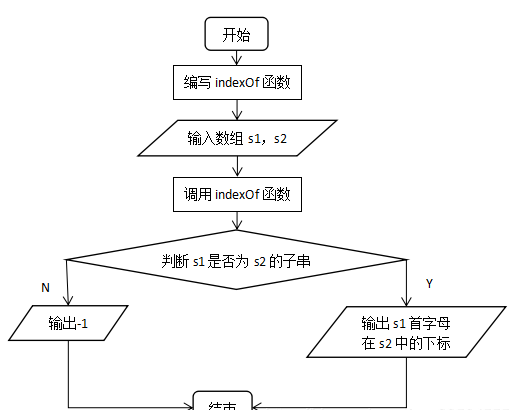 开始
编写 indexOf 函数
输入数组 s1，s2
调用 indexOf 函数
判断 s1 是否为 s2 的子串
N
Y
输出-1
输出 s1 首字母
在 s2 中的下标
结束